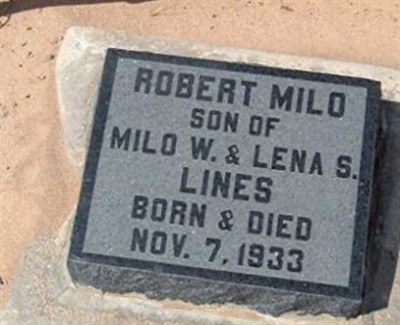 ROBERT MILO
SON OF
MILO W. & LENA S.
LINES
BORN & DIED
NOV. 7, 1933